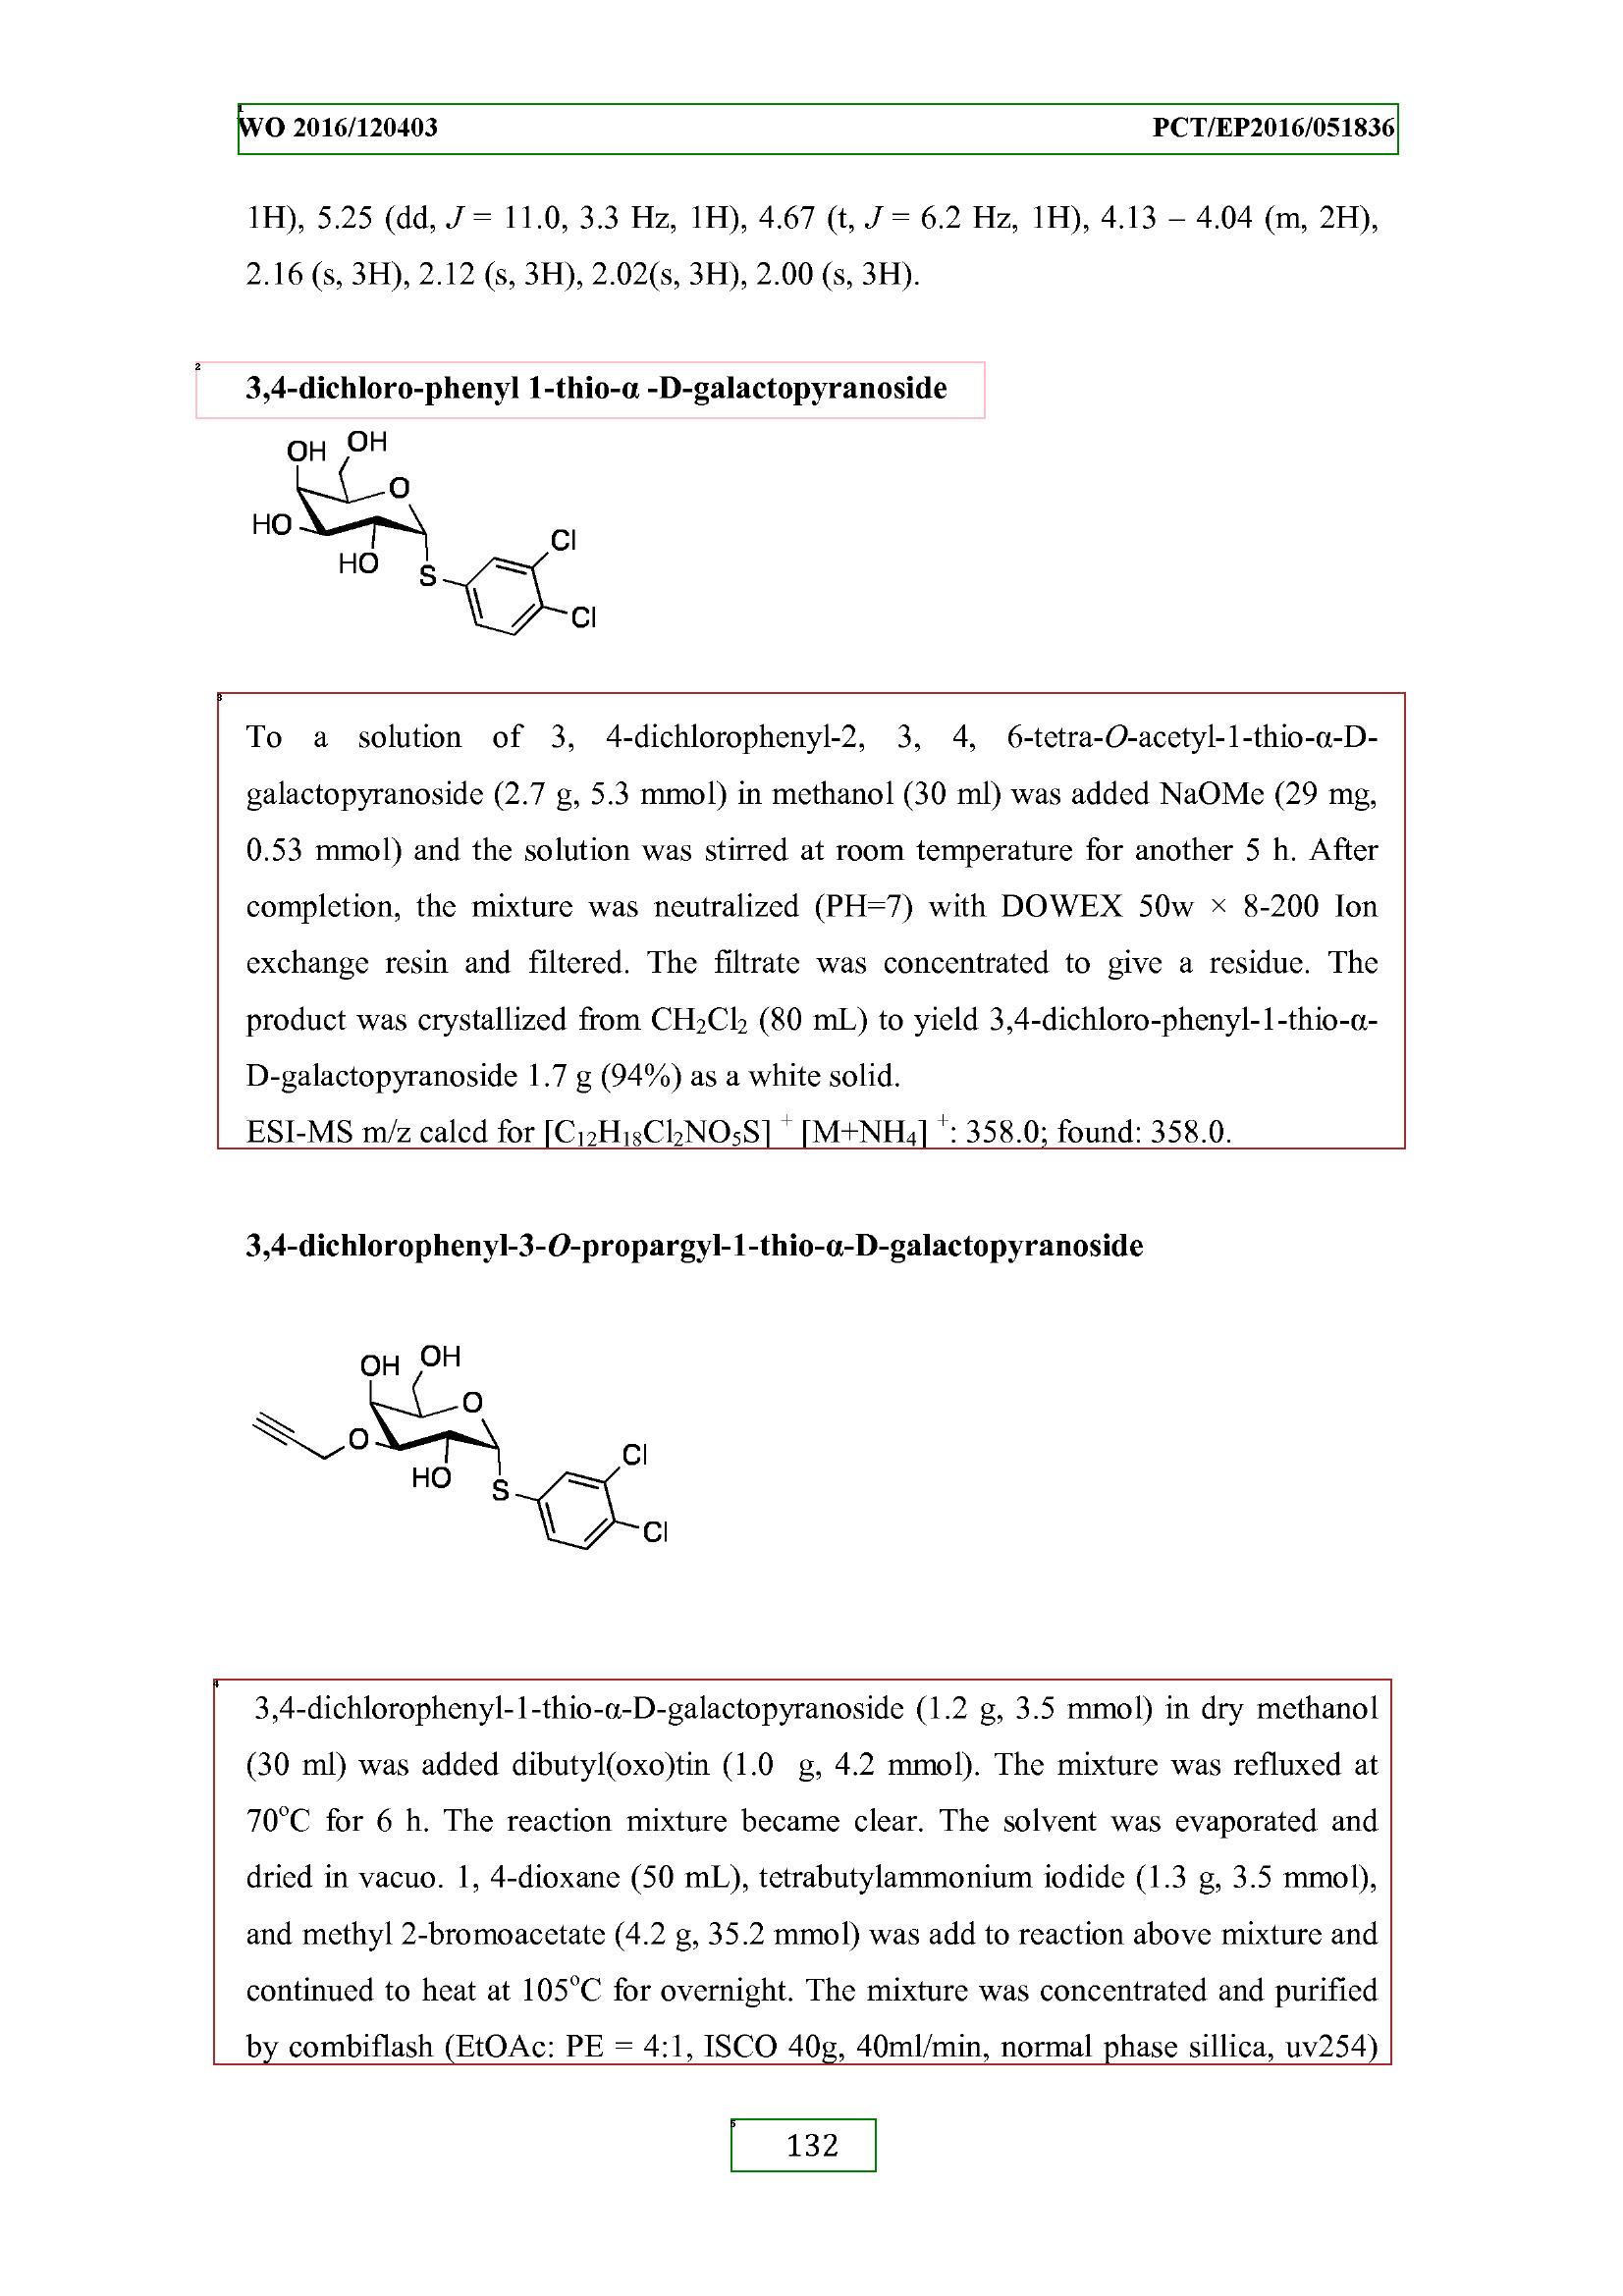 WO 2016/120403 PCT/EP2016/051836
1H), 5.25 (dd, J = 11.0, 3.3 Hz, 1H), 4.67 (t, J = 6.2 Hz, 1H), 4.13 – 4.04 (m, 2H),
2.16 (s, 3H), 2.12 (s, 3H), 2.02(s, 3H), 2.00 (s, 3H).
2
3,4-dichloro-phenyl 1-thio-α -D-galactopyranoside
OH OH
O
HO
HO
S
Cl
Cl
3
To a solution of 3, 4-dichlorophenyl-2, 3, 4, 6-tetra-O-acetyl-1-thio-α-D-
galactopyranoside (2.7 g, 5.3 mmol) in methanol (30 ml) was added NaOMe (29 mg,
0.53 mmol) and the solution was stirred at room temperature for another 5 h. After
completion, the mixture was neutralized (PH=7) with DOWEX 50w × 8-200 Ion
exchange resin and filtered. The filtrate was concentrated to give a residue. The
product was crystallized from CH₂Cl₂ (80 mL) to yield 3,4-dichloro-phenyl-1-thio-α-
D-galactopyranoside 1.7 g (94%) as a white solid.
ESI-MS m/z calcd for [C₁₂H₁₈Cl₂NO₅S] ⁺ [M+NH₄] ⁺: 358.0; found: 358.0.
3,4-dichlorophenyl-3-O-propargyl-1-thio-α-D-galactopyranoside
OH OH
O
O
HO
S
Cl
Cl
4
3,4-dichlorophenyl-1-thio-α-D-galactopyranoside (1.2 g, 3.5 mmol) in dry methanol
(30 ml) was added dibutyl(oxo)tin (1.0 g, 4.2 mmol). The mixture was refluxed at
70°C for 6 h. The reaction mixture became clear. The solvent was evaporated and
dried in vacuo. 1, 4-dioxane (50 mL), tetrabutylammonium iodide (1.3 g, 3.5 mmol),
and methyl 2-bromoacetate (4.2 g, 35.2 mmol) was add to reaction above mixture and
continued to heat at 105°C for overnight. The mixture was concentrated and purified
by combiflash (EtOAc: PE = 4:1, ISCO 40g, 40ml/min, normal phase sillica, uv254)
5
132